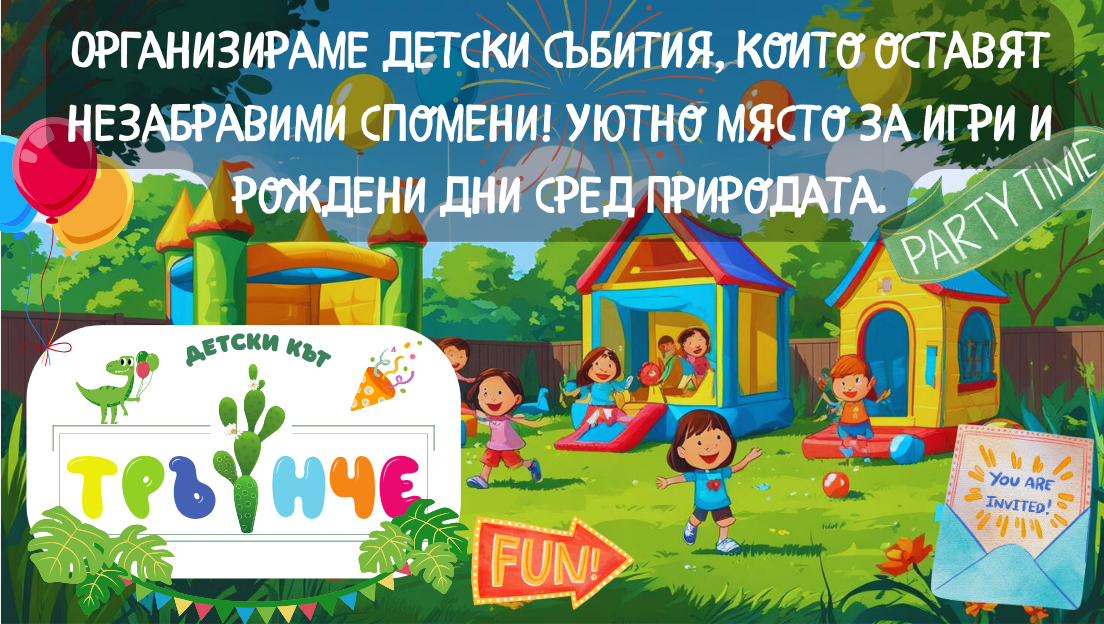 ОРГАНИЗИРАМЕ ДЕТСКИ СЪБИТИЯ, КОИТО ОСТАВЯТ
НЕЗАБРАВИМИ СПОМЕНИ! УЮТНО МЯСТО ЗА ИГРИ И
РОЖДЕНИ ДНИ СРЕД ПРИРОДАТА.
PARTY TIME
ДЕТСКИ КЪТ
ТРЪНЧЕ
YOU ARE
INVITED!
FUN!